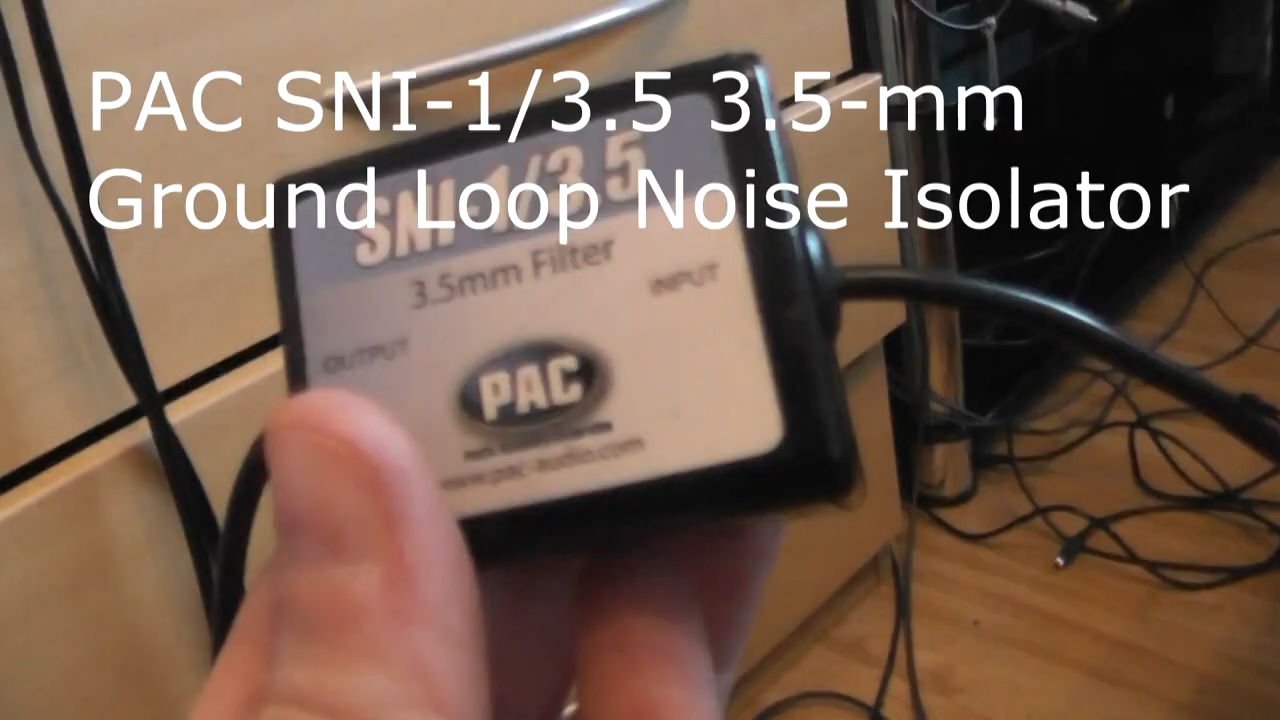 PAC SNI-1/3.5 3.5-mm
Ground Loop Noise Isolator
SNI-1/3.5
3.5mm Filter
INPUT
OUTPUT
PAC
www.pac-audio.com